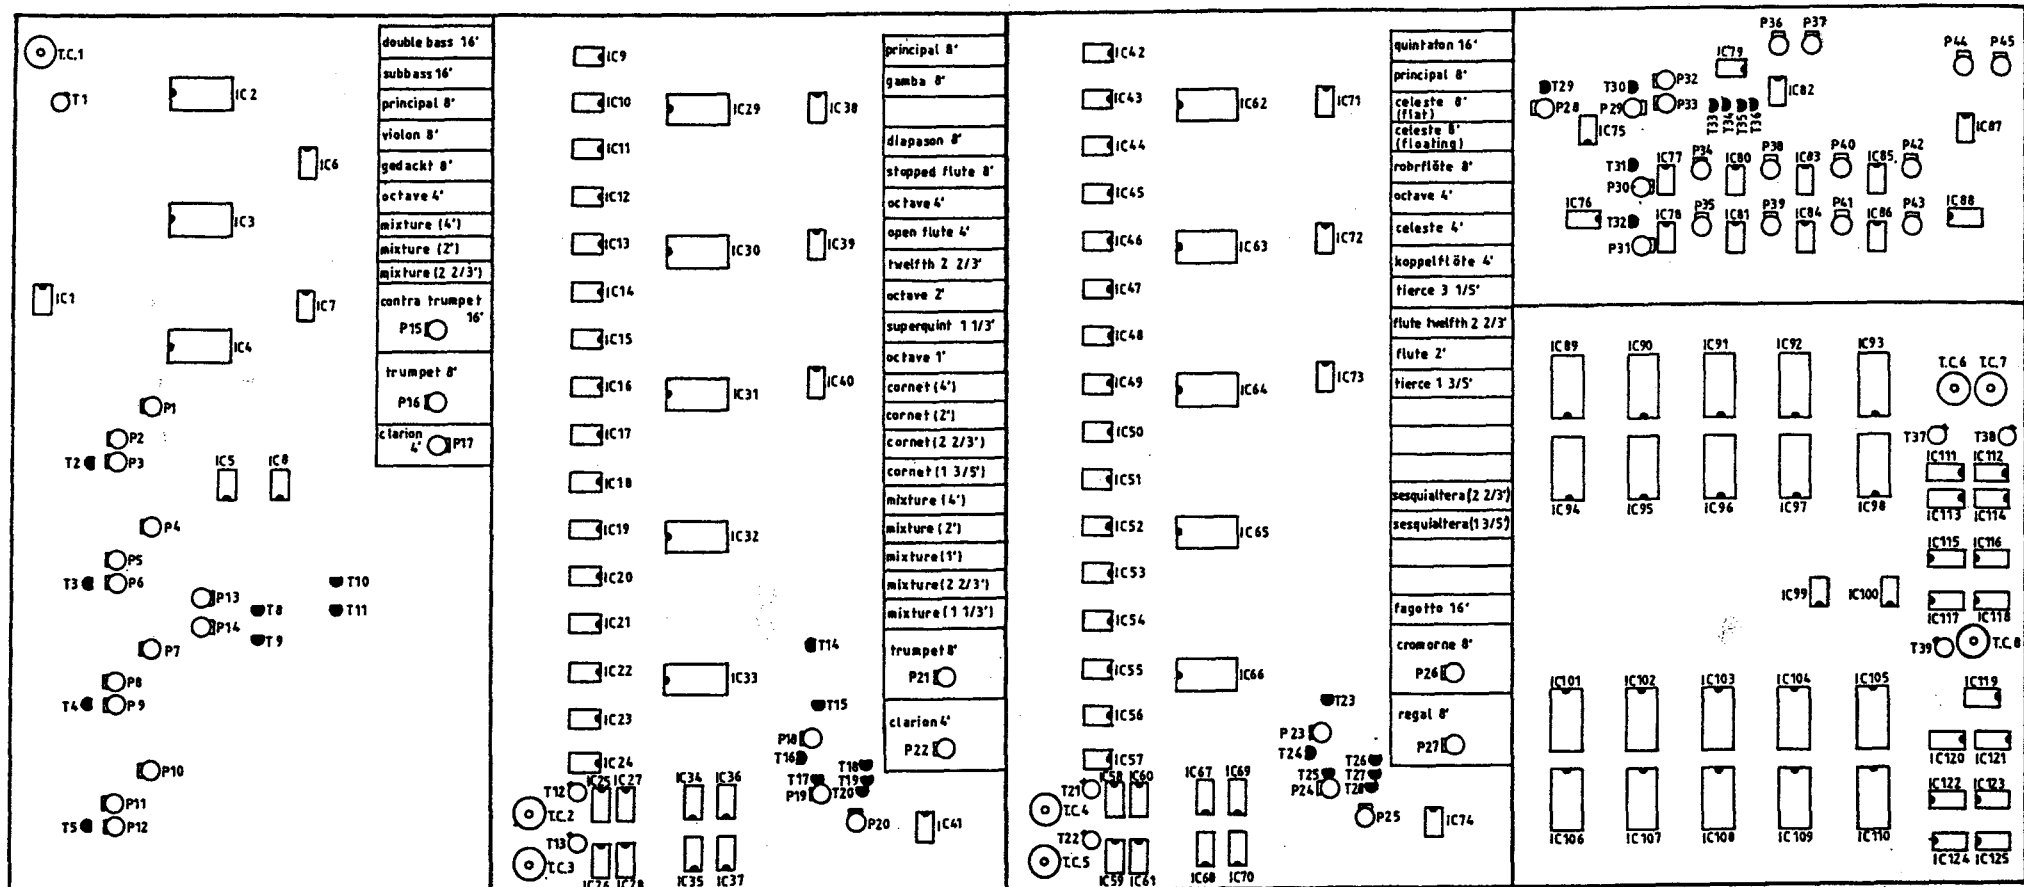 T.C.1
T1
IC2
IC6
IC3
IC1
IC7
IC4
P1
P2
T2 P3
IC5 IC8
P4
P5
T3 P6
P13
P14
T8
T9
T10
T11
P7
P8
T4 P9
P10
P11
T5 P12
double bass 16'
subbass 16'
principal 8'
violon 8'
gedackt 8'
octave 4'
mixture (4')
mixture (2')
mixture (2 2/3')
contra trumpet
16'
P15
trumpet 8'
P16
clarion
4' P17
IC9
IC10
IC11
IC12
IC13
IC14
IC15
IC16
IC17
IC18
IC19
IC20
IC21
IC22
IC23
IC24
IC25 IC27
T12
T.C.2
T13
T.C.3
IC26 IC28
IC29
IC30
IC31
IC32
IC33
IC34 IC36
IC35 IC37
IC38
IC39
IC40
T14
T15
P18
T16
T17
P19
T18
T19
T20
P20
IC41
principal 8'
gamba 8'
diapason 8'
stopped flute 8'
octave 4'
open flute 4'
twelfth 2 2/3'
octave 2'
superquint 1 1/3'
octave 1'
cornet (4')
cornet (2')
cornet (2 2/3')
cornet (1 3/5')
mixture (4')
mixture (2')
mixture (1')
mixture (2 2/3')
mixture (1 1/3')
trumpet 8'
P21
clarion 4'
P22
IC42
IC43
IC44
IC45
IC46
IC47
IC48
IC49
IC50
IC51
IC52
IC53
IC54
IC55
IC56
IC57
IC58 IC60
T21
T.C.4
T22
T.C.5
IC59 IC61
IC62
IC63
IC64
IC65
IC66
IC67 IC69
IC68 IC70
IC71
IC72
IC73
T23
P23
T24
T25
P24
T26
T27
T28
P25
IC74
quintaton 16'
principal 8'
celeste 8'
(flat)
celeste 8'
(floating)
rohrflöte 8'
octave 4'
celeste 4'
koppelflöte 4'
tierce 3 1/5'
flute twelfth 2 2/3'
flute 2'
tierce 1 3/5'
sesquialtera (2 2/3')
sesquialtera (1 3/5')
fagotto 16'
cromorne 8'
P26
regal 8'
P27
P36 P37
P44 P45
IC79
T29 T30 P32
P28 P29 P33
IC82
T33 T34 T35 T36
IC75
IC87
T31 IC77 P34 IC80 P38 IC83 P40 IC85 P42
P30
IC76
T32 IC78 P35 IC81 P39 IC84 P41 IC86 P43
IC88
P31
IC89 IC90 IC91 IC92 IC93
T.C.6 T.C.7
T37 T38
IC111 IC112
IC94 IC95 IC96 IC97 IC98
IC113 IC114
IC115 IC116
IC99 IC100
IC117 IC118
T39 T.C.8
IC101 IC102 IC103 IC104 IC105
IC119
IC120 IC121
IC122 IC123
IC106 IC107 IC108 IC109 IC110
IC124 IC125